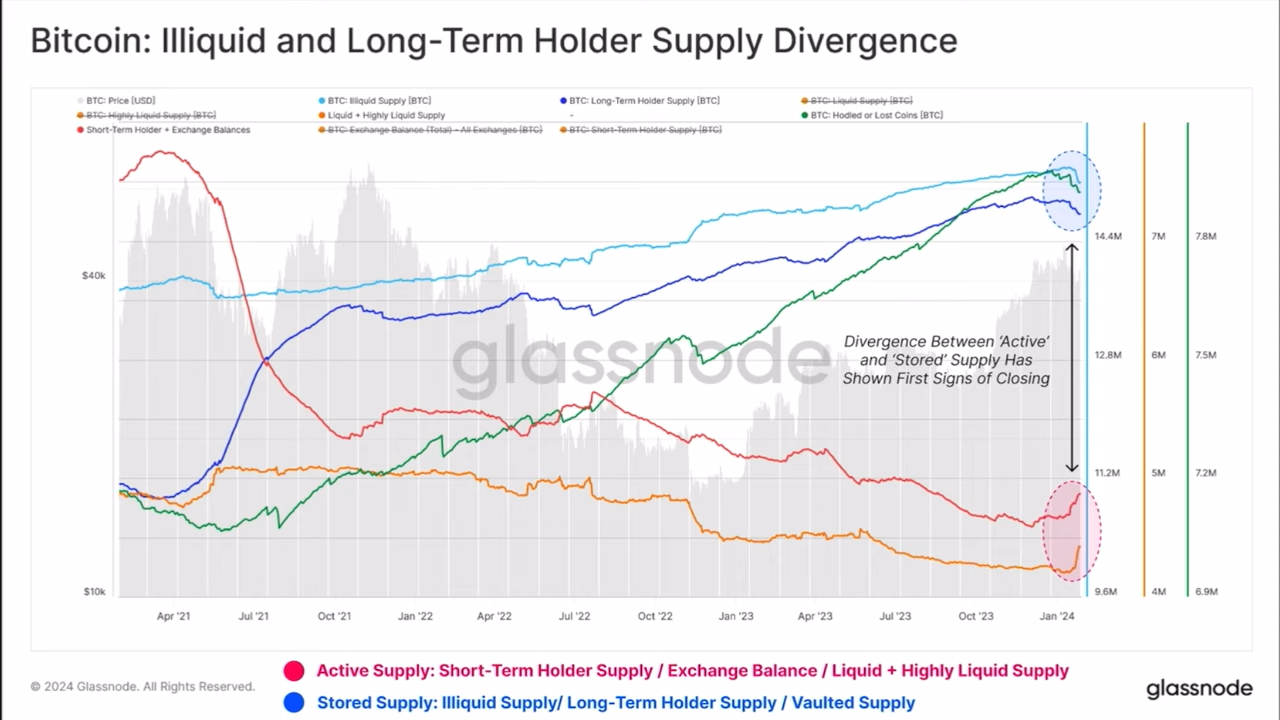 Bitcoin: Illiquid and Long-Term Holder Supply Divergence
BTC: Price [USD]
BTC: Illiquid Supply [BTC]
BTC: Long-Term Holder Supply [BTC]
BTC: Liquid Supply [BTC]
BTC: Highly Liquid Supply [BTC]
Liquid + Highly Liquid Supply
-
BTC: Hodled or Lost Coins [BTC]
Short-Term Holder + Exchange Balances
BTC: Exchange Balance (Total) - All Exchanges [BTC]
BTC: Short-Term Holder Supply [BTC]
14.4M 7M 7.8M
$40k
glassnode
Divergence Between 'Active'
and 'Stored' Supply Has
Shown First Signs of Closing
12.8M 6M 7.5M
11.2M 5M 7.2M
$10k
9.6M 4M 6.9M
Apr '21 Jul '21 Oct '21 Jan '22 Apr '22 Jul '22 Oct '22 Jan '23 Apr '23 Jul '23 Oct '23 Jan '24
Active Supply: Short-Term Holder Supply / Exchange Balance / Liquid + Highly Liquid Supply
Stored Supply: Illiquid Supply/ Long-Term Holder Supply / Vaulted Supply
© 2024 Glassnode. All Rights Reserved.
glassnode